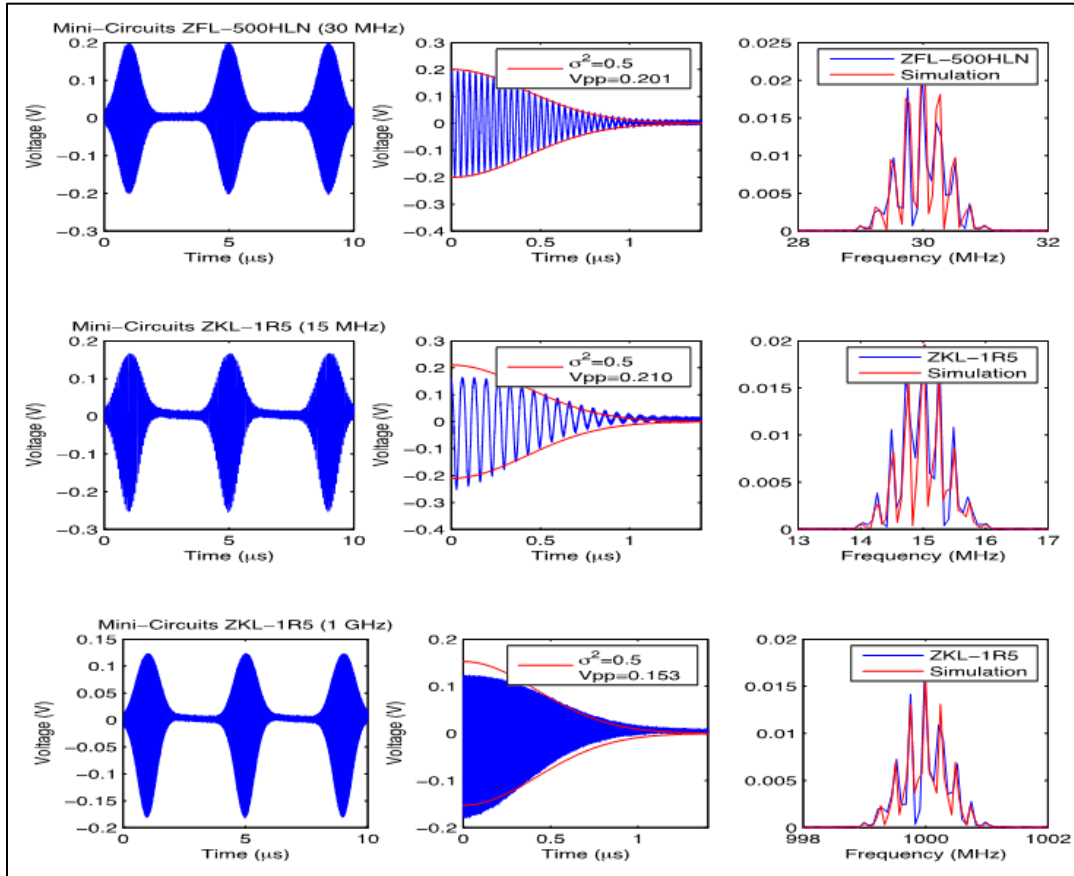 Mini-Circuits ZFL-500HLN (30 MHz)
Voltage (V)
0.2
0.1
0
−0.1
−0.2
−0.3
0 5 10
Time (μs)
Voltage (V)
0.3
0.2
0.1
0
−0.1
−0.2
−0.3
−0.4
σ²=0.5
Vpp=0.201
0 0.5 1
Time (μs)
0.025
0.02
0.015
0.01
0.005
0
ZFL-500HLN
Simulation
28 30 32
Frequency (MHz)
Mini-Circuits ZKL-1R5 (15 MHz)
Voltage (V)
0.2
0.1
0
−0.1
−0.2
−0.3
0 5 10
Time (μs)
Voltage (V)
0.3
0.2
0.1
0
−0.1
−0.2
−0.3
−0.4
σ²=0.5
Vpp=0.210
0 0.5 1
Time (μs)
0.02
0.015
0.01
0.005
0
ZKL-1R5
Simulation
13 14 15 16 17
Frequency (MHz)
Mini-Circuits ZKL-1R5 (1 GHz)
Voltage (V)
0.15
0.1
0.05
0
−0.05
−0.1
−0.15
−0.2
0 5 10
Time (μs)
Voltage (V)
0.2
0.1
0
−0.1
−0.2
σ²=0.5
Vpp=0.153
0 0.5 1
Time (μs)
0.02
0.015
0.01
0.005
0
ZKL-1R5
Simulation
998 1000 1002
Frequency (MHz)